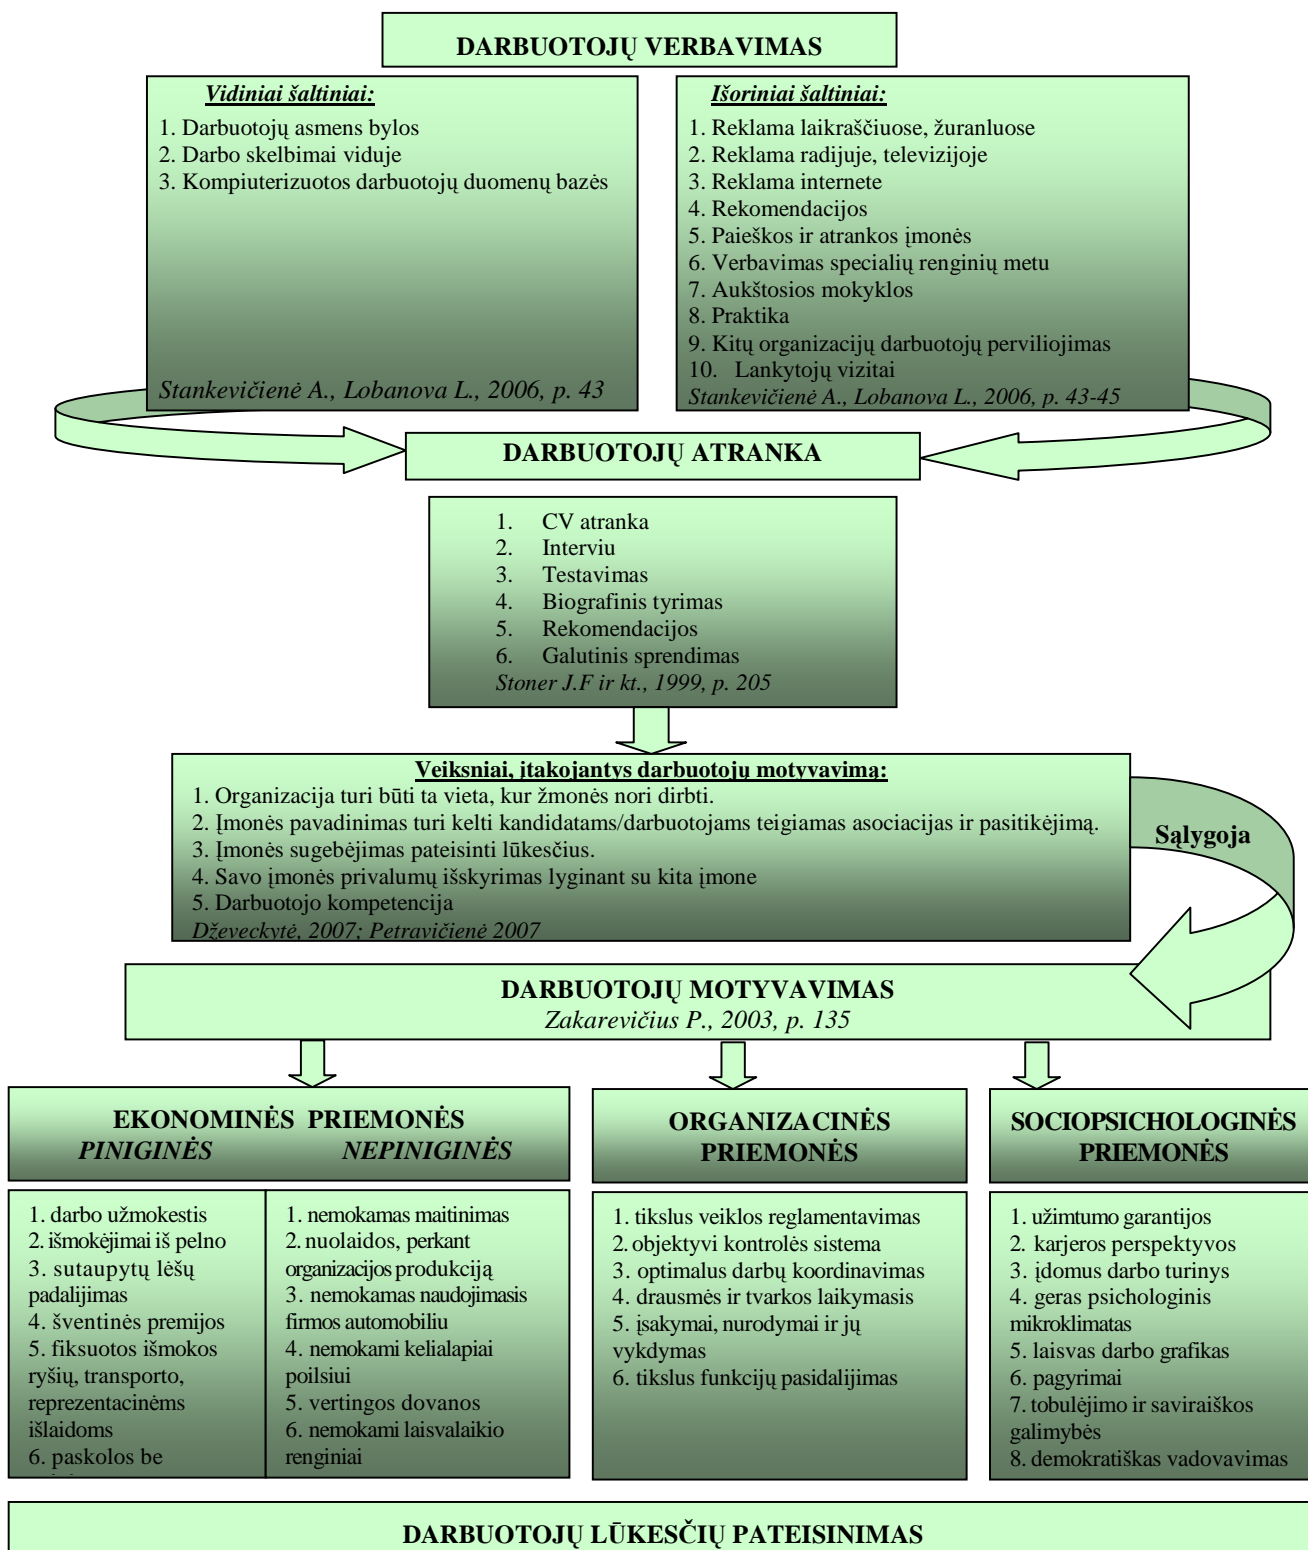 DARBUOTOJŲ VERBAVIMAS
Vidiniai šaltiniai:
1. Darbuotojų asmens bylos
2. Darbo skelbimai viduje
3. Kompiuterizuotos darbuotojų duomenų bazės
Stankevičienė A., Lobanova L., 2006, p. 43
Išoriniai šaltiniai:
1. Reklama laikraščiuose, žuranluose
2. Reklama radijuje, televizijoje
3. Reklama internete
4. Rekomendacijos
5. Paieškos ir atrankos įmonės
6. Verbavimas specialių renginių metu
7. Aukštosios mokyklos
8. Praktika
9. Kitų organizacijų darbuotojų perviliojimas
10. Lankytojų vizitai
Stankevičienė A., Lobanova L., 2006, p. 43-45
DARBUOTOJŲ ATRANKA
1. CV atranka
2. Interviu
3. Testavimas
4. Biografinis tyrimas
5. Rekomendacijos
6. Galutinis sprendimas
Stoner J.F ir kt., 1999, p. 205
Veiksniai, įtakojantys darbuotojų motyvavimą:
1. Organizacija turi būti ta vieta, kur žmonės nori dirbti.
2. Įmonės pavadinimas turi kelti kandidatams/darbuotojams teigiamas asociacijas ir pasitikėjimą.
3. Įmonės sugebėjimas pateisinti lūkesčius.
4. Savo įmonės privalumų išskyrimas lyginant su kita įmone
5. Darbuotojo kompetencija
Dževeckytė, 2007; Petravičienė 2007
Sąlygoja
DARBUOTOJŲ MOTYVAVIMAS
Zakarevičius P., 2003, p. 135
EKONOMINĖS PRIEMONĖS
PINIGINĖS NEPINIGINĖS
ORGANIZACINĖS
PRIEMONĖS
SOCIOPSICHOLOGINĖS
PRIEMONĖS
1. darbo užmokestis
2. išmokėjimai iš pelno
3. sutaupytų lėšų
padalijimas
4. šventinės premijos
5. fiksuotos išmokos
ryšių, transporto,
reprezentacinėms
išlaidoms
6. paskolos be
1. nemokamas maitinimas
2. nuolaidos, perkant
organizacijos produkciją
3. nemokamas naudojimasis
firmos automobiliu
4. nemokami kelialapiai
poilsiui
5. vertingos dovanos
6. nemokami laisvalaikio
renginiai
1. tikslus veiklos reglamentavimas
2. objektyvi kontrolės sistema
3. optimalus darbų koordinavimas
4. drausmės ir tvarkos laikymasis
5. įsakymai, nurodymai ir jų
vykdymas
6. tikslus funkcijų pasidalijimas
1. užimtumo garantijos
2. karjeros perspektyvos
3. įdomus darbo turinys
4. geras psichologinis
mikroklimatas
5. laisvas darbo grafikas
6. pagyrimai
7. tobulėjimo ir saviraiškos
galimybės
8. demokratiškas vadovavimas
DARBUOTOJŲ LŪKESČIŲ PATEISINIMAS